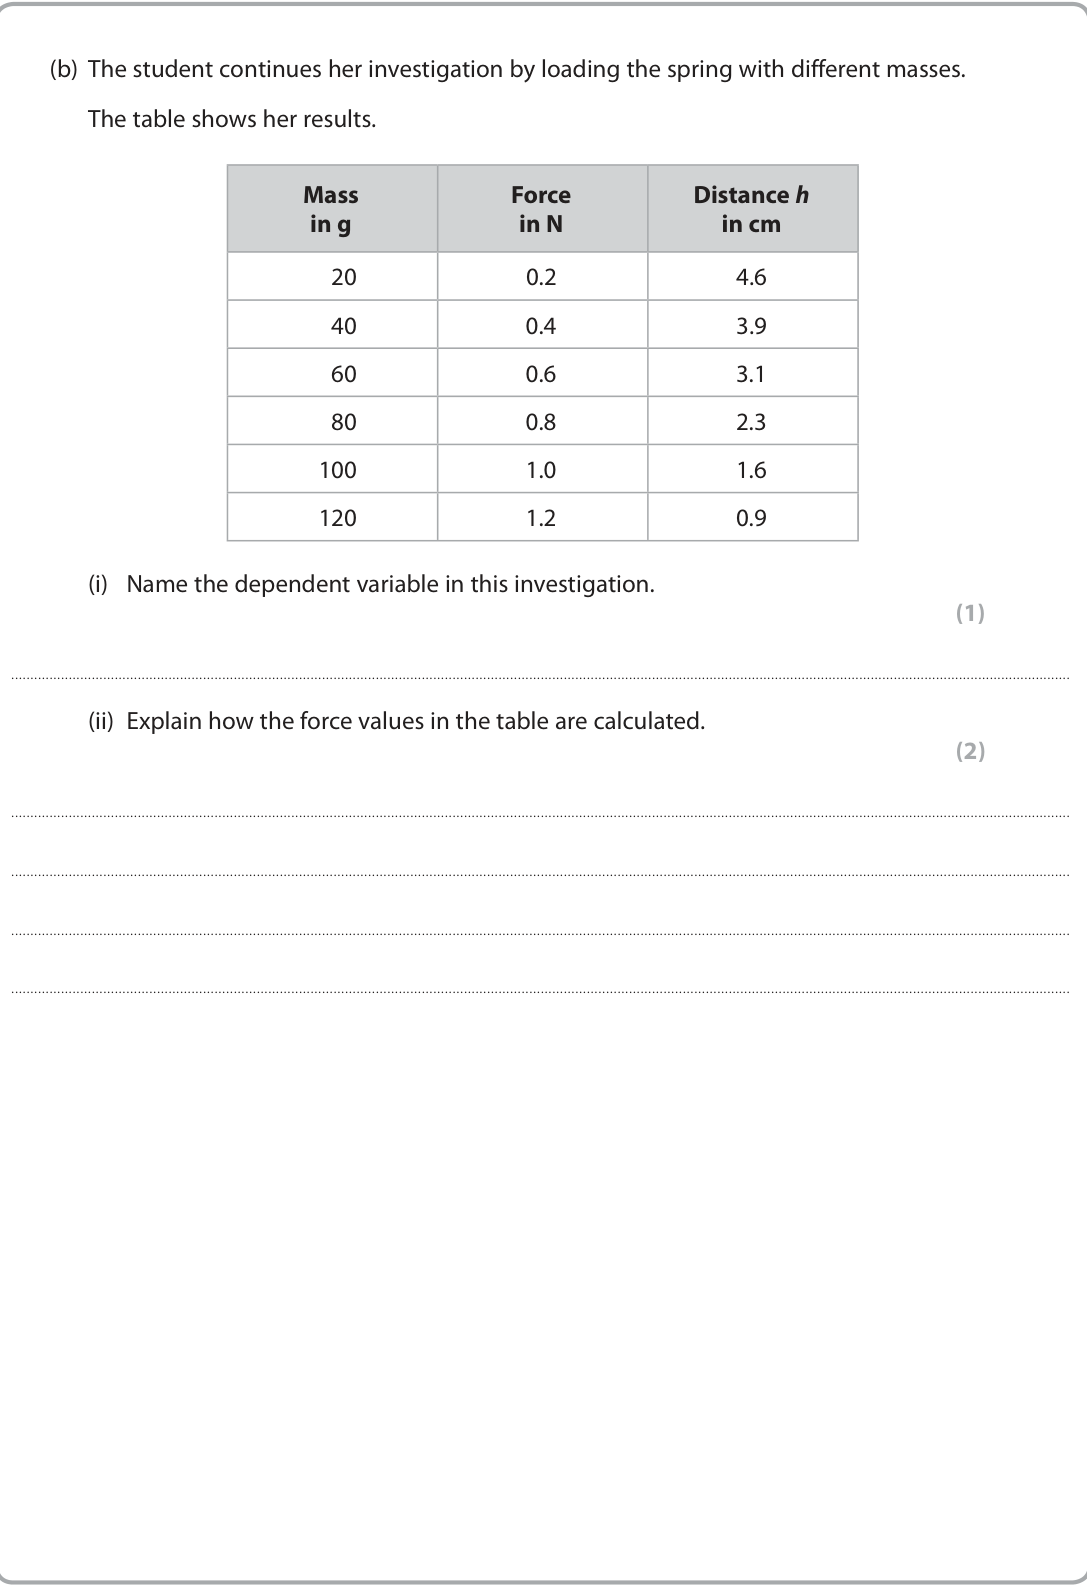 (b) The student continues her investigation by loading the spring with different masses.
The table shows her results.
Mass in g Force in N Distance h in cm
20 0.2 4.6
40 0.4 3.9
60 0.6 3.1
80 0.8 2.3
100 1.0 1.6
120 1.2 0.9
(i) Name the dependent variable in this investigation.
(1)
(ii) Explain how the force values in the table are calculated.
(2)